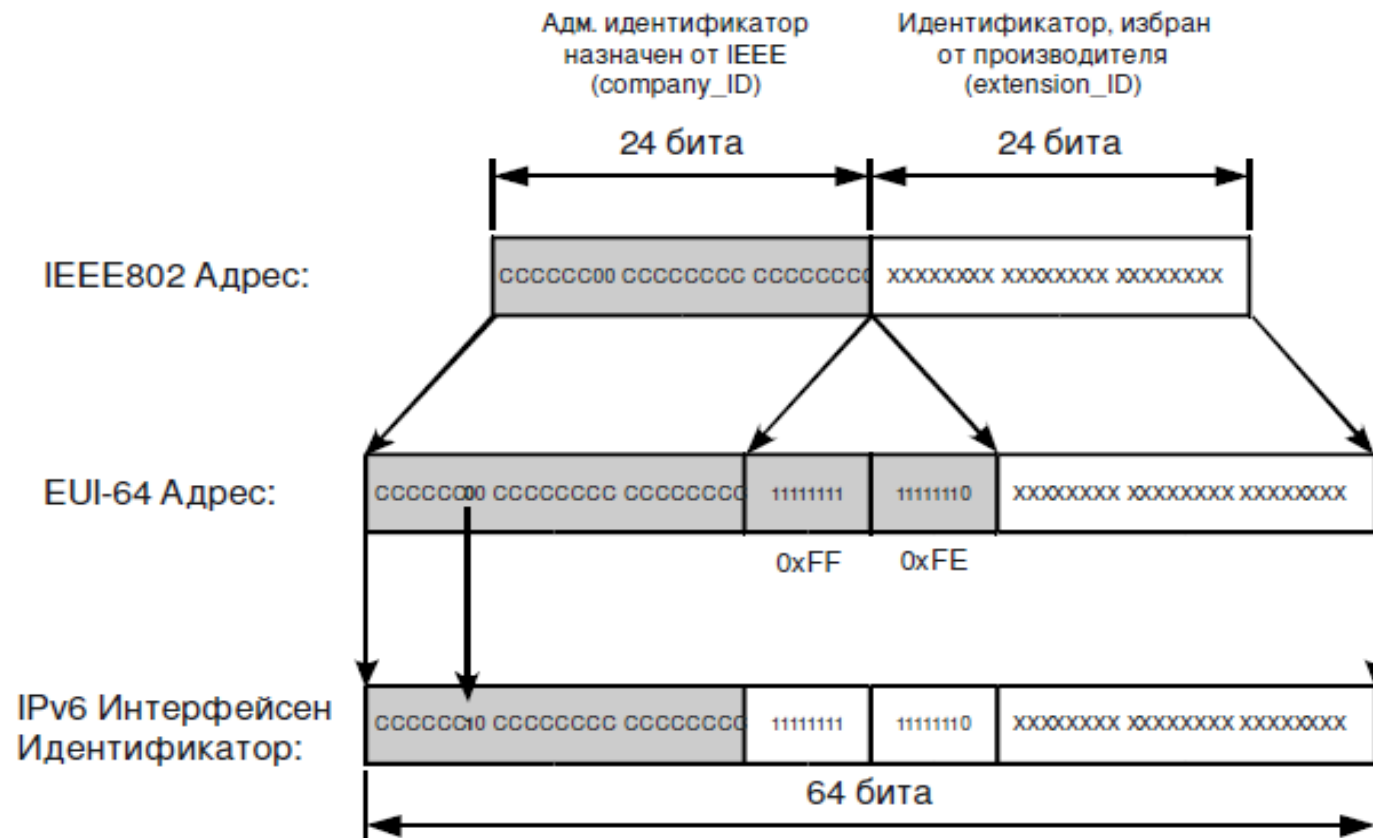 Адм. идентификатор
назначен от IEEE
(company_ID)
Идентификатор, избран
от производителя
(extension_ID)
24 бита
24 бита
IEEE802 Адрес:
CCCCCC00 CCCCCCCC CCCCCCCC
XXXXXXXX XXXXXXXX XXXXXXXX
EUI-64 Адрес:
CCCCCC00 CCCCCCCC CCCCCCCC
11111111
11111110
XXXXXXXX XXXXXXXX XXXXXXXX
0xFF
0xFE
IPv6 Интерфейсен
Идентификатор:
CCCCCC10 CCCCCCCC CCCCCCCC
11111111
11111110
XXXXXXXX XXXXXXXX XXXXXXXX
64 бита